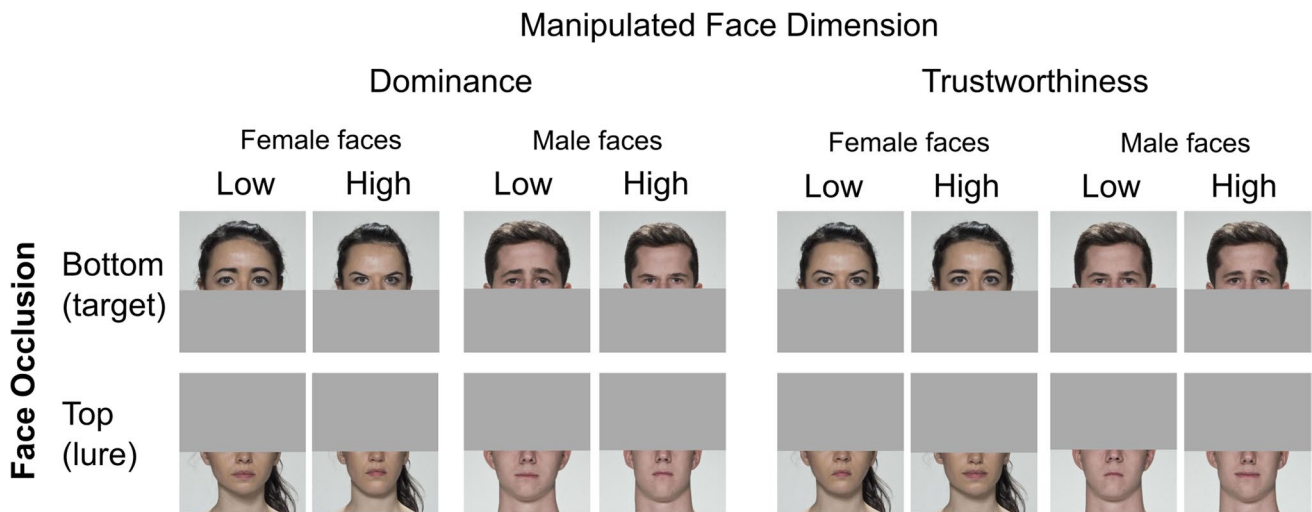 Manipulated Face Dimension
Dominance
Trustworthiness
Female faces
Male faces
Female faces
Male faces
Low
High
Low
High
Low
High
Low
High
Face Occlusion
Bottom
(target)
Top
(lure)